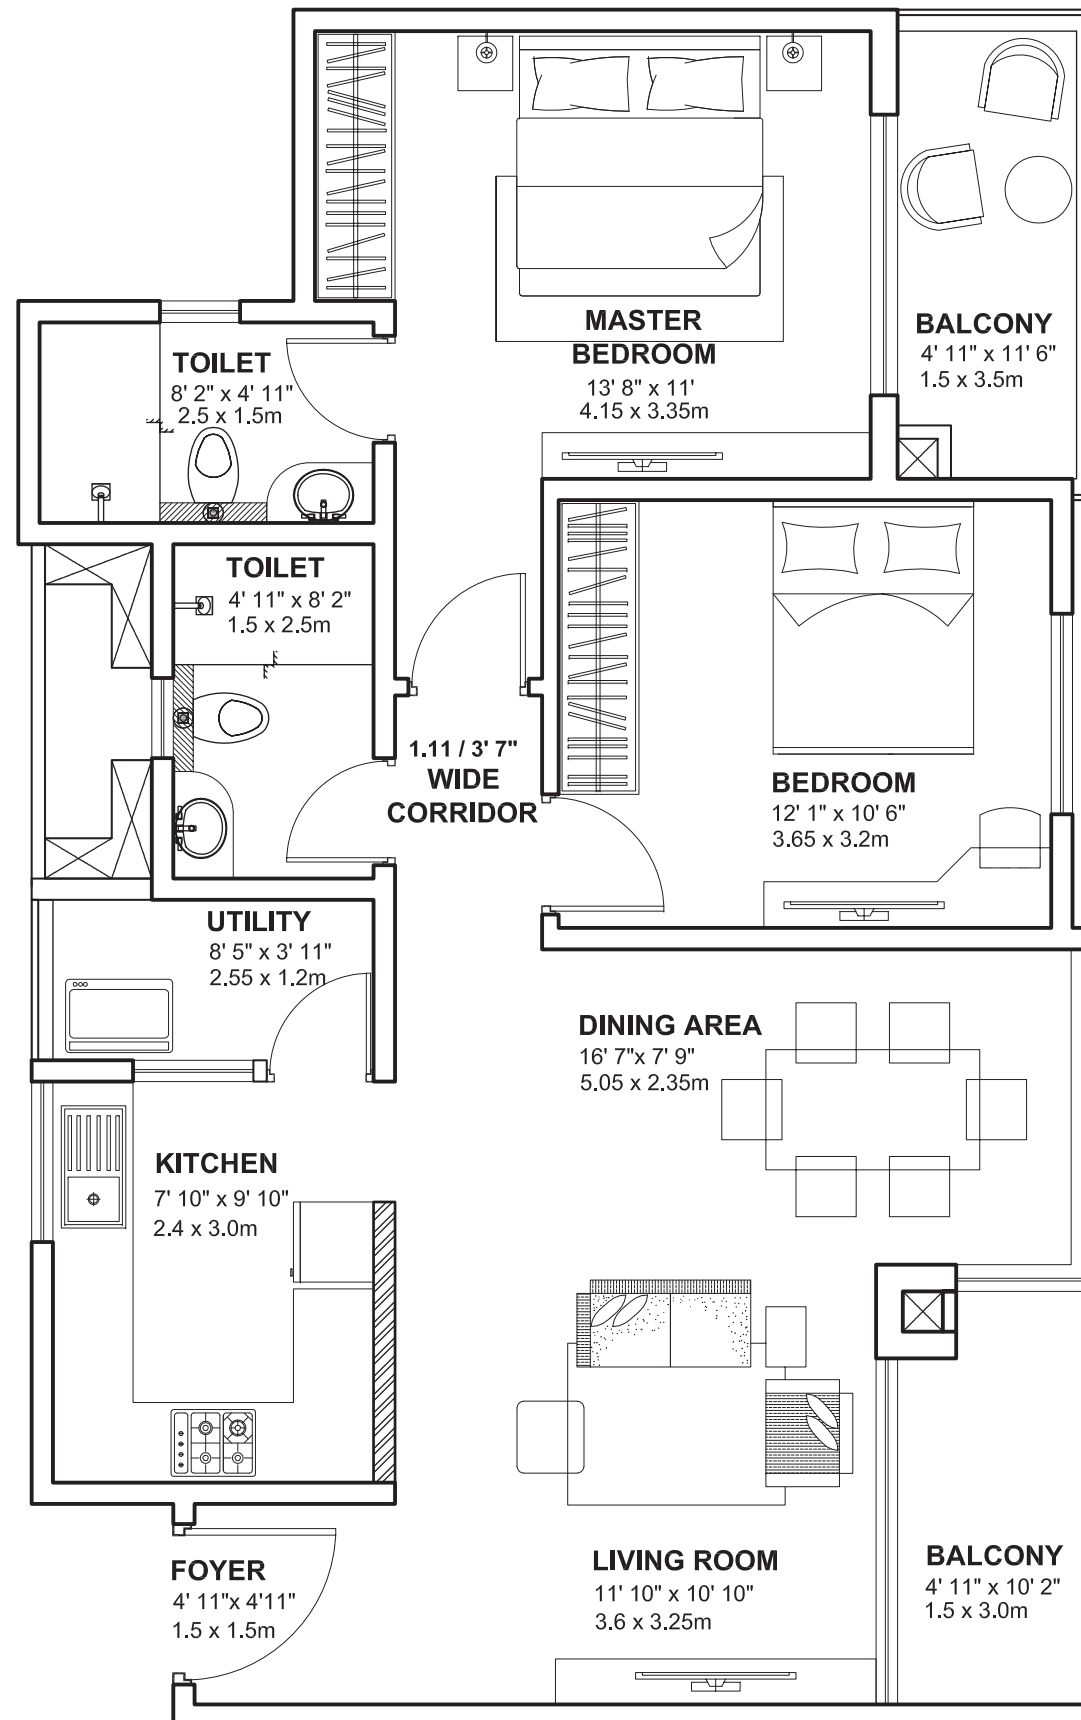 MASTER
BEDROOM
13' 8" x 11'
4.15 x 3.35m
BALCONY
4' 11" x 11' 6"
1.5 x 3.5m
TOILET
8' 2" x 4' 11"
2.5 x 1.5m
TOILET
4' 11" x 8' 2"
1.5 x 2.5m
1.11 / 3' 7"
WIDE
CORRIDOR
BEDROOM
12' 1" x 10' 6"
3.65 x 3.2m
UTILITY
8' 5" x 3' 11"
2.55 x 1.2m
DINING AREA
16' 7"x 7' 9"
5.05 x 2.35m
KITCHEN
7' 10" x 9' 10"
2.4 x 3.0m
FOYER
4' 11"x 4'11"
1.5 x 1.5m
LIVING ROOM
11' 10" x 10' 10"
3.6 x 3.25m
BALCONY
4' 11" x 10' 2"
1.5 x 3.0m